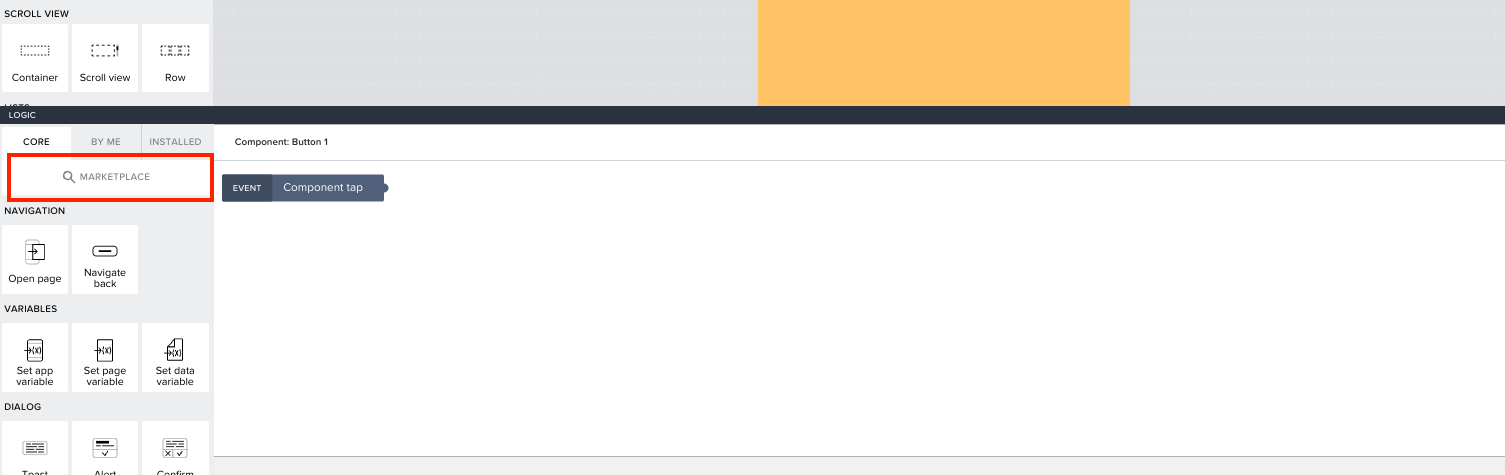 SCROLL VIEW
Container
Scroll view
Row
LISTS
LOGIC
CORE
BY ME
INSTALLED
Component: Button 1
MARKETPLACE
EVENT
Component tap
NAVIGATION
Open page
Navigate
back
VARIABLES
Set app
variable
Set page
variable
Set data
variable
DIALOG
Toast
Alert
Confirm